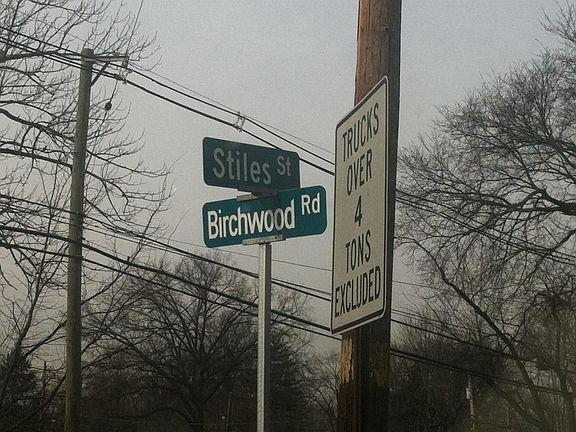 Stiles St
Birchwood Rd
TRUCKS
OVER
4
TONS
EXCLUDED